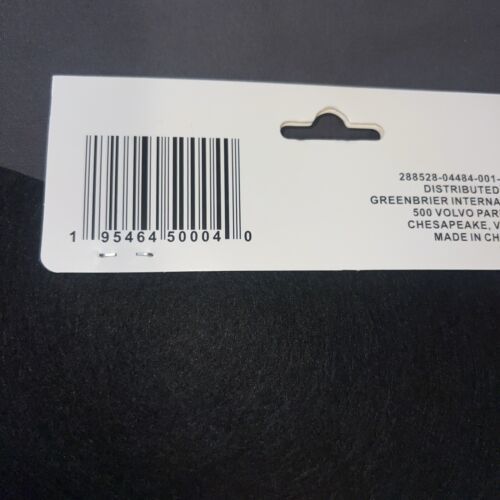 1 95464 50004 0
288528-04484-001-
DISTRIBUTED
GREENBRIER INTERNA
500 VOLVO PAR
CHESAPEAKE, V
MADE IN CH